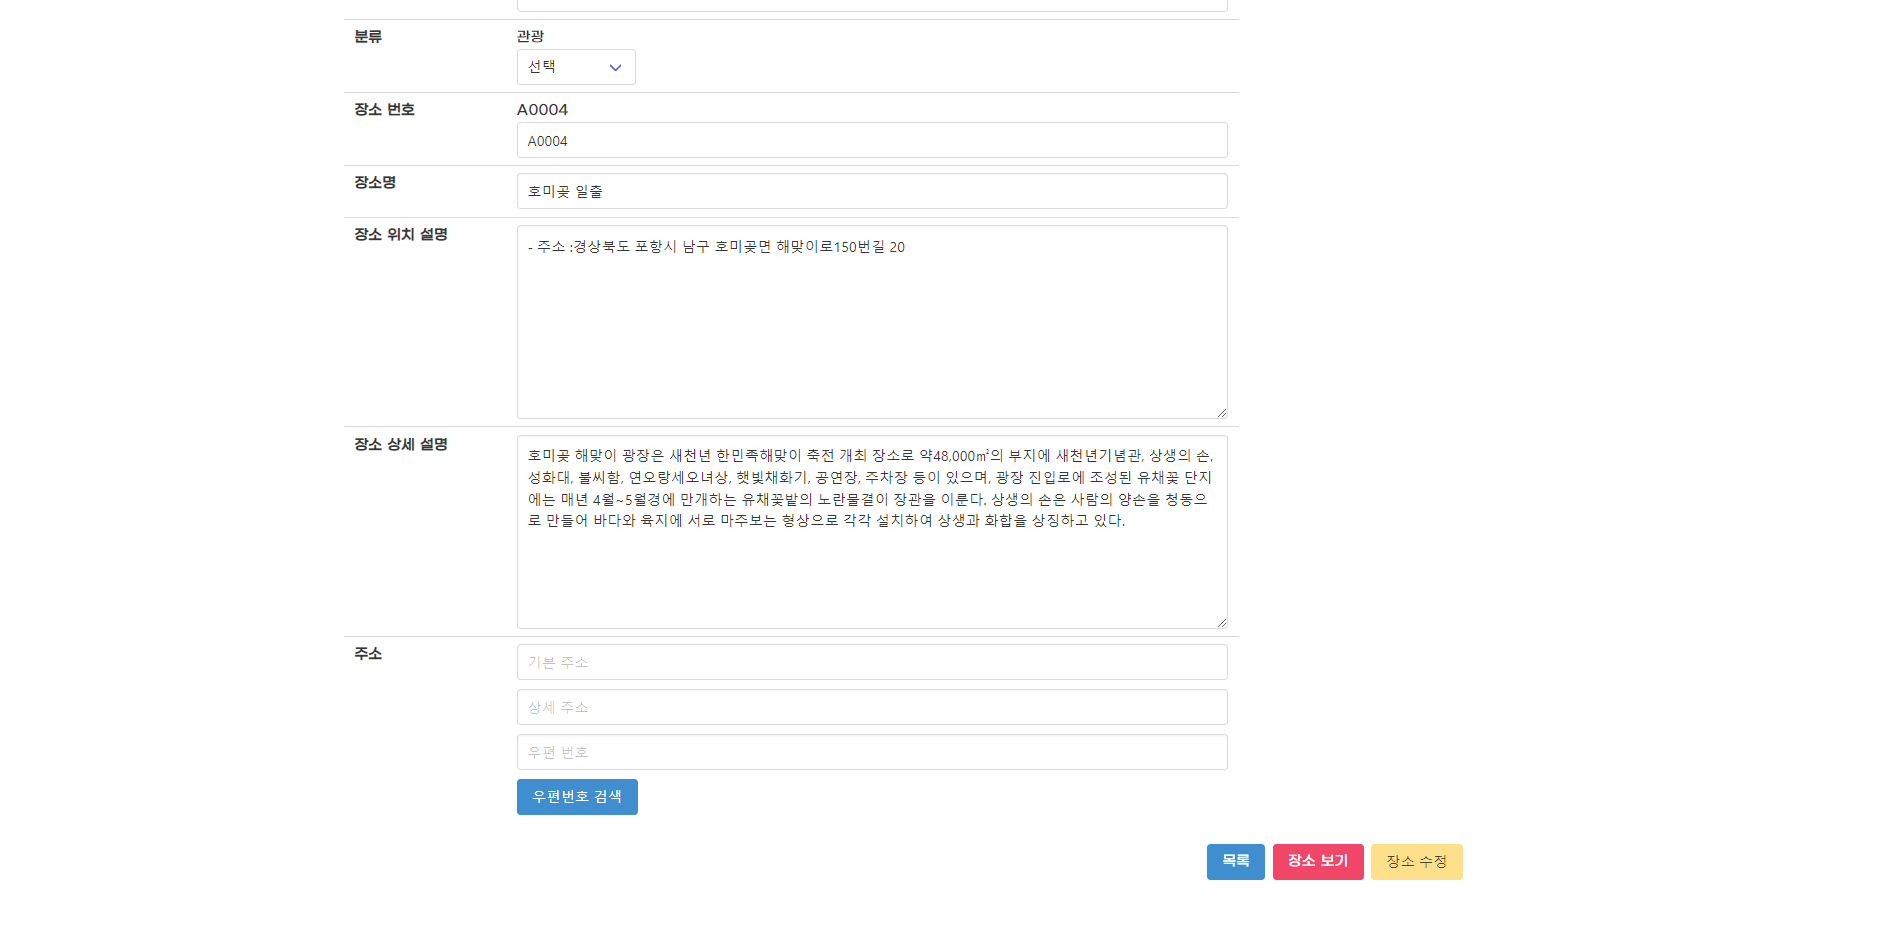 분류
관광
선택
장소 번호
A0004
A0004
장소명
호미곶 일출
장소 위치 설명
- 주소 :경상북도 포항시 남구 호미곶면 해맞이로150번길 20
장소 상세 설명
호미곶 해맞이 광장은 새천년 한민족해맞이 축전 개최 장소로 약48,000㎡의 부지에 새천년기념관, 상생의 손,
성화대, 불씨함, 연오랑세오녀상, 햇빛채화기, 공연장, 주차장 등이 있으며, 광장 진입로에 조성된 유채꽃 단지
에는 매년 4월~5월경에 만개하는 유채꽃밭의 노란물결이 장관을 이룬다. 상생의 손은 사람의 양손을 청동으
로 만들어 바다와 육지에 서로 마주보는 형상으로 각각 설치하여 상생과 화합을 상징하고 있다.
주소
기본 주소
상세 주소
우편 번호
우편번호 검색
목록
장소 보기
장소 수정